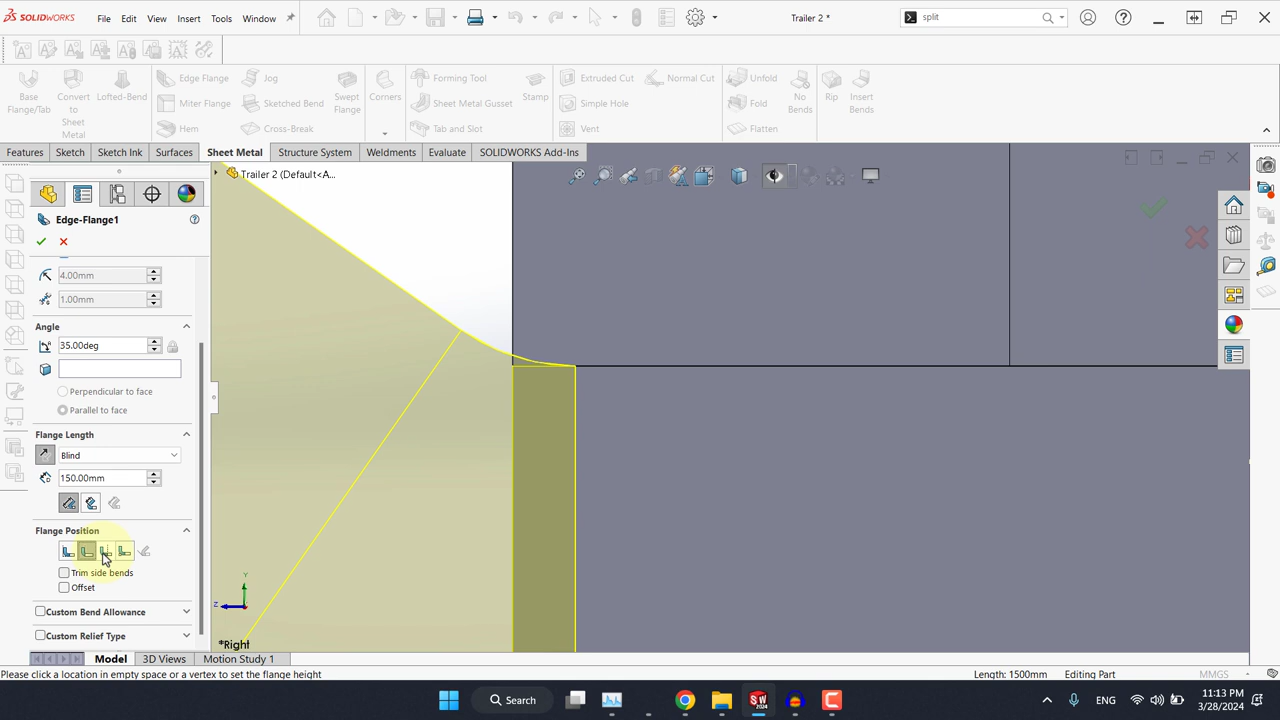 SOLIDWORKS
File
Edit
View
Insert
Tools
Window
Trailer 2 *
split
Base Flange/Tab
Convert to Sheet Metal
Lofted-Bend
Edge Flange
Miter Flange
Hem
Jog
Sketched Bend
Cross-Break
Swept Flange
Corners
Forming Tool
Sheet Metal Gusset
Tab and Slot
Stamp
Extruded Cut
Simple Hole
Vent
Normal Cut
Unfold
Fold
Flatten
No Bends
Rip
Insert Bends
Features
Sketch
Sketch Ink
Surfaces
Sheet Metal
Structure System
Weldments
Evaluate
SOLIDWORKS Add-Ins
Trailer 2 (Default<A...
Edge-Flange1
4.00mm
1.00mm
Angle
35.00deg
Perpendicular to face
Parallel to face
Flange Length
Blind
150.00mm
Flange Position
Trim side bends
Offset
Custom Bend Allowance
Custom Relief Type
Y
Z
*Right
Model
3D Views
Motion Study 1
Please click a location in empty space or a vertex to set the flange height
Length: 1500mm
Editing Part
MMGS
Search
SW
2024
ENG
11:13 PM
3/28/2024